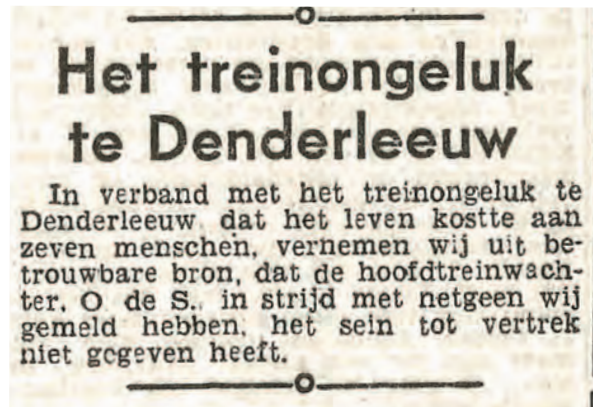 Het treinongeluk
te Denderleeuw
In verband met het treinongeluk te
Denderleeuw, dat het leven kostte aan
zeven menschen, vernemen wij uit be-
trouwbare bron, dat de hoofdtreinwach-
ter, O de S., in strijd met netgeen wij
gemeld hebben, het sein tot vertrek
niet gegeven heeft.